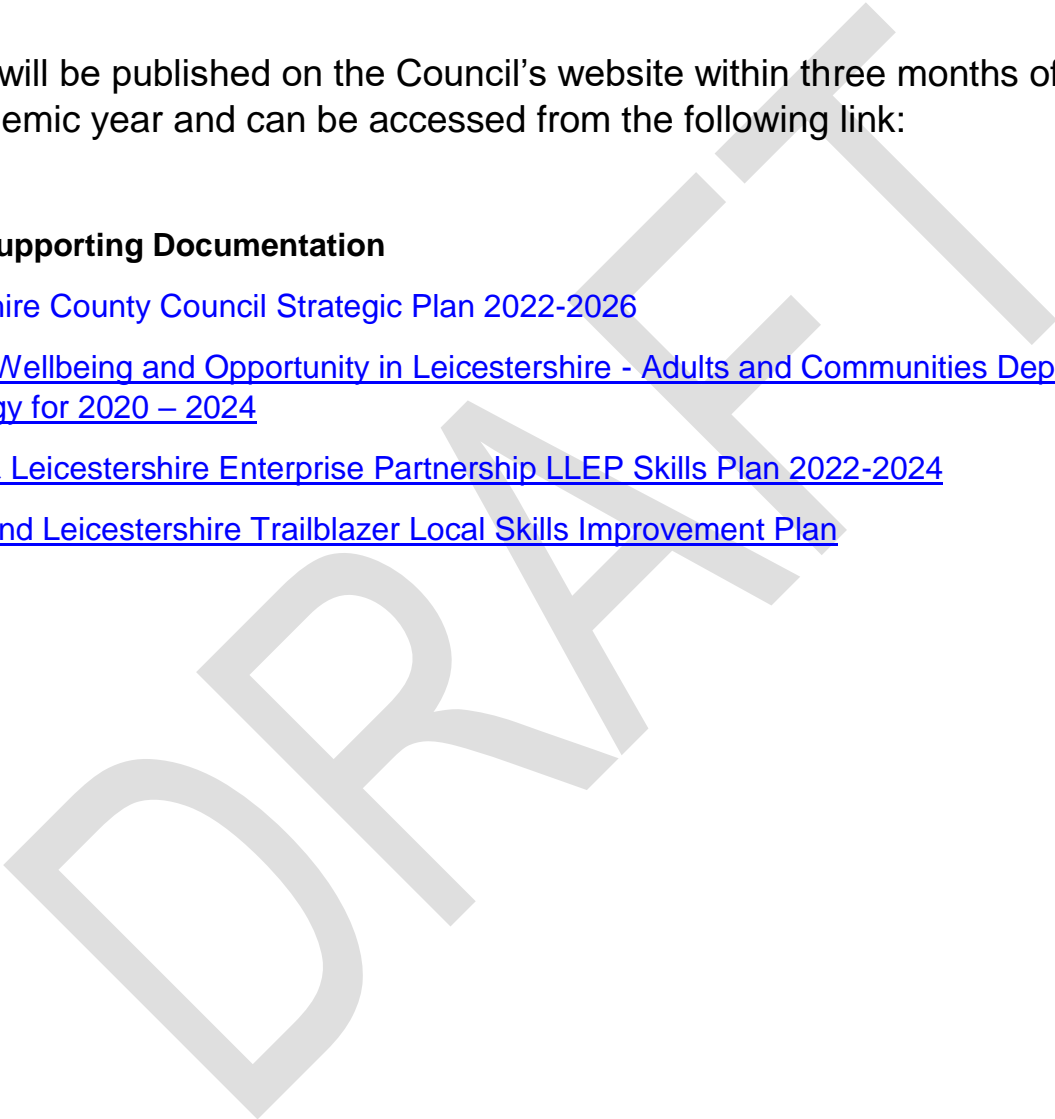 will be published on the Council’s website within three months of
emic year and can be accessed from the following link:
upporting Documentation
hire County Council Strategic Plan 2022-2026
Wellbeing and Opportunity in Leicestershire - Adults and Communities Dep
gy for 2020 – 2024
Leicestershire Enterprise Partnership LLEP Skills Plan 2022-2024
nd Leicestershire Trailblazer Local Skills Improvement Plan
DRAFT